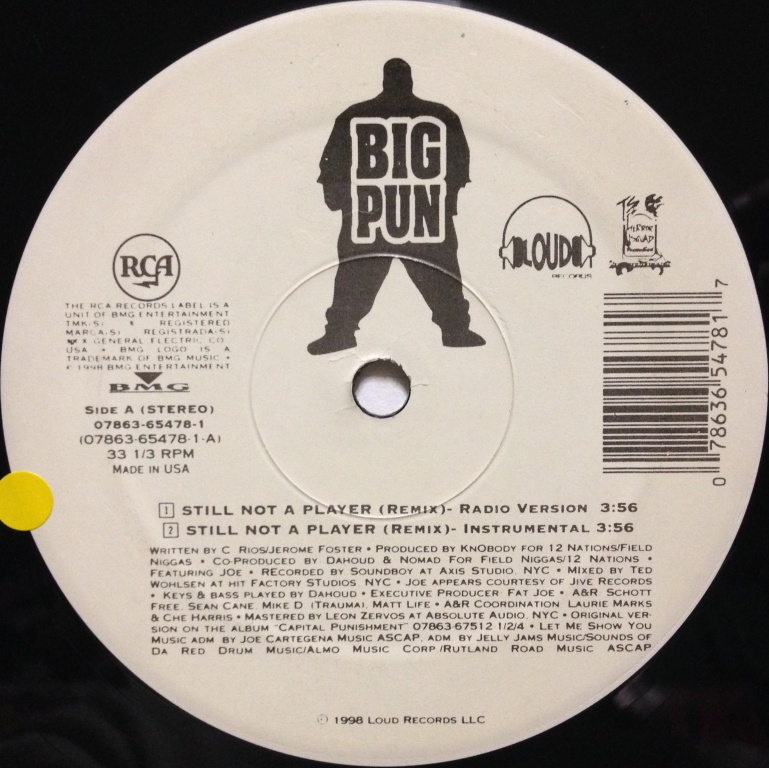 BIG
PUN
LOUD
RECORDS
TERROR
SQUAD
RCA
THE RCA RECORDS LABEL IS A
UNIT OF BMG ENTERTAINMENT
TMK(S) ® REGISTERED
MARCA(S) REGISTRADA(S)
GENERAL ELECTRIC, CO.
USA • BMG LOGO IS A
TRADEMARK OF BMG MUSIC •
© 1998 BMG ENTERTAINMENT
BMG
SIDE A (STEREO)
07863-65478-1
(07863-65478-1-A)
33 1/3 RPM
MADE IN USA
0 78636 54781 7
1 STILL NOT A PLAYER (REMIX)- RADIO VERSION 3:56
2 STILL NOT A PLAYER (REMIX)- INSTRUMENTAL 3:56
WRITTEN BY C. RIOS/JEROME FOSTER • PRODUCED BY KNOBODY FOR 12 NATIONS/FIELD
NIGGAS • CO-PRODUCED BY DAHOUD & NOMAD FOR FIELD NIGGAS/12 NATIONS •
FEATURING JOE • RECORDED BY SOUNDBOY AT AXIS STUDIO, NYC • MIXED BY TED
WOHLSEN AT HIT FACTORY STUDIOS, NYC • JOE APPEARS COURTESY OF JIVE RECORDS
• KEYS & BASS PLAYED BY DAHOUD • EXECUTIVE PRODUCER: FAT JOE • A&R: SCHOTT
FREE, SEAN CANE, MIKE D. (TRAUMA), MATT LIFE • A&R COORDINATION: LAURIE MARKS
& CHE HARRIS • MASTERED BY LEON ZERVOS AT ABSOLUTE AUDIO, NYC • ORIGINAL VER-
SION ON THE ALBUM "CAPITAL PUNISHMENT" 07863-67512-1/2/4 • LET ME SHOW YOU
MUSIC ADM. BY JOE CARTEGENA MUSIC ASCAP, ADM. BY JELLY JAMS MUSIC/SOUNDS OF
DA RED DRUM MUSIC/ALMO MUSIC CORP./RUTLAND ROAD MUSIC ASCAP
℗ 1998 LOUD RECORDS LLC